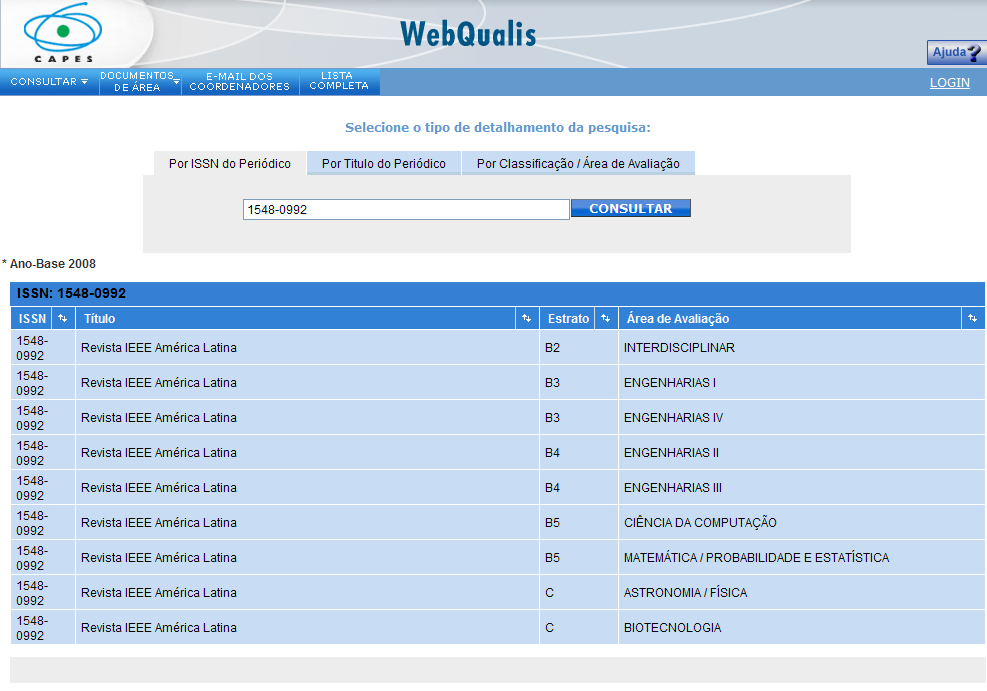 CAPES
WebQualis
Ajuda?
CONSULTAR
DOCUMENTOS
DE ÁREA
E-MAIL DOS
COORDENADORES
LISTA
COMPLETA
LOGIN
Selecione o tipo de detalhamento da pesquisa:
Por ISSN do Periódico
Por Titulo do Periódico
Por Classificação / Área de Avaliação
1548-0992
CONSULTAR
* Ano-Base 2008
ISSN: 1548-0992
ISSN Título Estrato Área de Avaliação
1548-
0992 Revista IEEE América Latina B2 INTERDISCIPLINAR
1548-
0992 Revista IEEE América Latina B3 ENGENHARIAS I
1548-
0992 Revista IEEE América Latina B3 ENGENHARIAS IV
1548-
0992 Revista IEEE América Latina B4 ENGENHARIAS II
1548-
0992 Revista IEEE América Latina B4 ENGENHARIAS III
1548-
0992 Revista IEEE América Latina B5 CIÊNCIA DA COMPUTAÇÃO
1548-
0992 Revista IEEE América Latina B5 MATEMÁTICA / PROBABILIDADE E ESTATÍSTICA
1548-
0992 Revista IEEE América Latina C ASTRONOMIA / FÍSICA
1548-
0992 Revista IEEE América Latina C BIOTECNOLOGIA